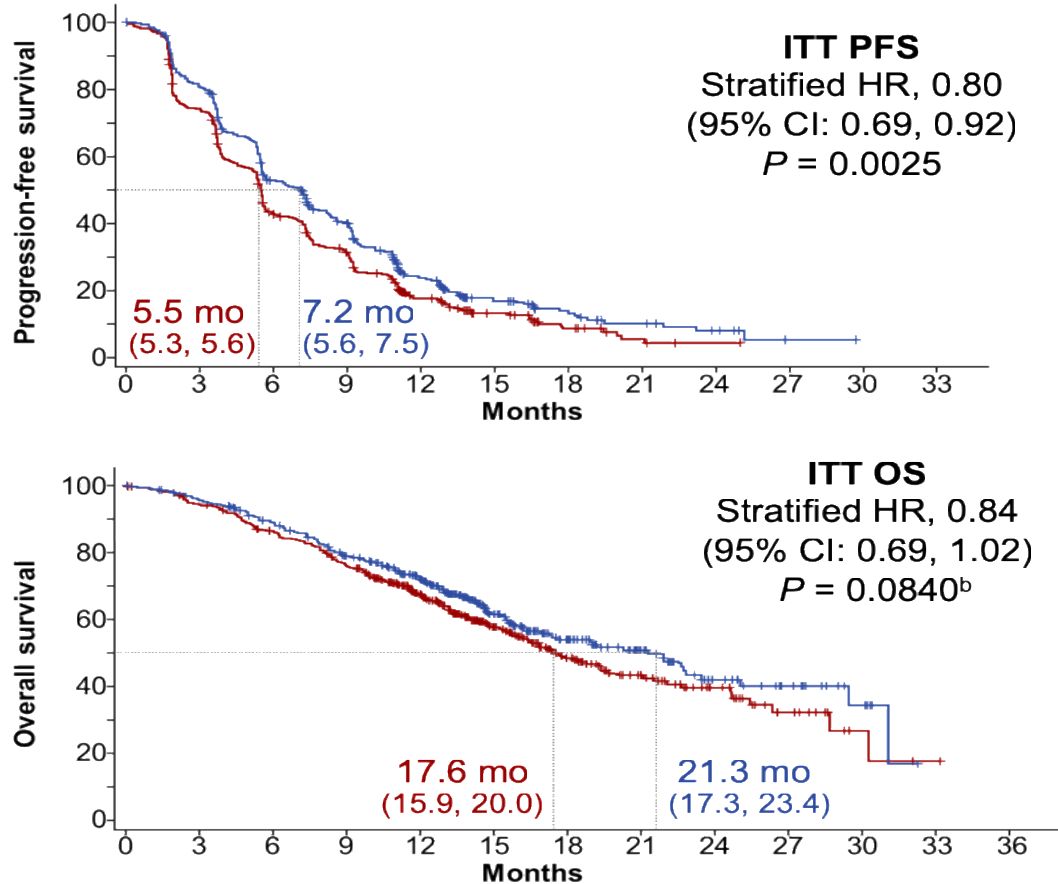 ITT PFS
Stratified HR, 0.80
(95% CI: 0.69, 0.92)
P = 0.0025
Progression-free survival
100
80
60
40
20
0
5.5 mo
(5.3, 5.6)
7.2 mo
(5.6, 7.5)
0 3 6 9 12 15 18 21 24 27 30 33
Months
ITT OS
Stratified HR, 0.84
(95% CI: 0.69, 1.02)
P = 0.0840ᵇ
Overall survival
100
80
60
40
20
0
17.6 mo
(15.9, 20.0)
21.3 mo
(17.3, 23.4)
0 3 6 9 12 15 18 21 24 27 30 33 36
Months